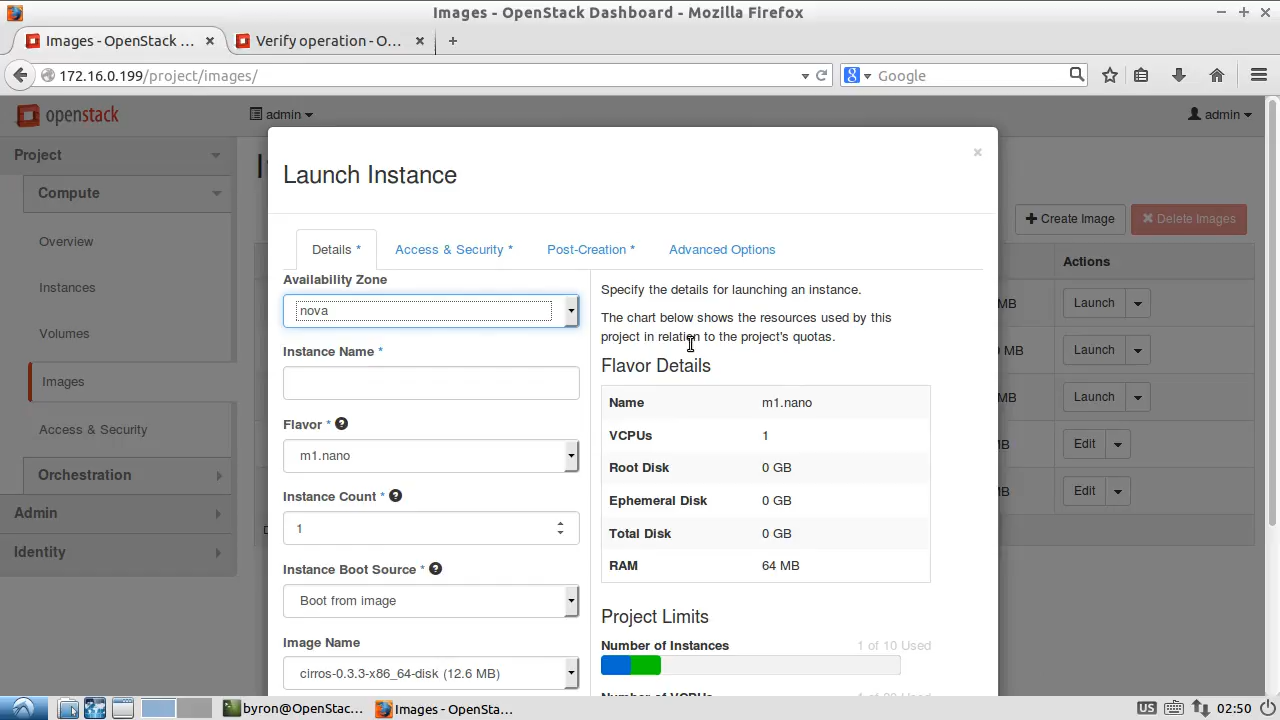 Images - OpenStack Dashboard - Mozilla Firefox
Images - OpenStack ...
Verify operation - O...
172.16.0.199/project/images/
Google
openstack
admin
admin
Project
Compute
Overview
Instances
Volumes
Images
Access & Security
Orchestration
Admin
Identity
Create Image
Delete Images
Actions
MB
Launch
MB
Launch
MB
Launch
Edit
Edit
Launch Instance
×
Details *
Access & Security *
Post-Creation *
Advanced Options
Availability Zone
nova
Instance Name *
Flavor *
m1.nano
Instance Count *
1
Instance Boot Source *
Boot from image
Image Name
cirros-0.3.3-x86_64-disk (12.6 MB)
Specify the details for launching an instance.
The chart below shows the resources used by this
project in relation to the project's quotas.
Flavor Details
Name m1.nano
VCPUs 1
Root Disk 0 GB
Ephemeral Disk 0 GB
Total Disk 0 GB
RAM 64 MB
Project Limits
Number of Instances 1 of 10 Used
Number of VCPUs
byron@OpenStac...
Images - OpenSta...
US
02:50